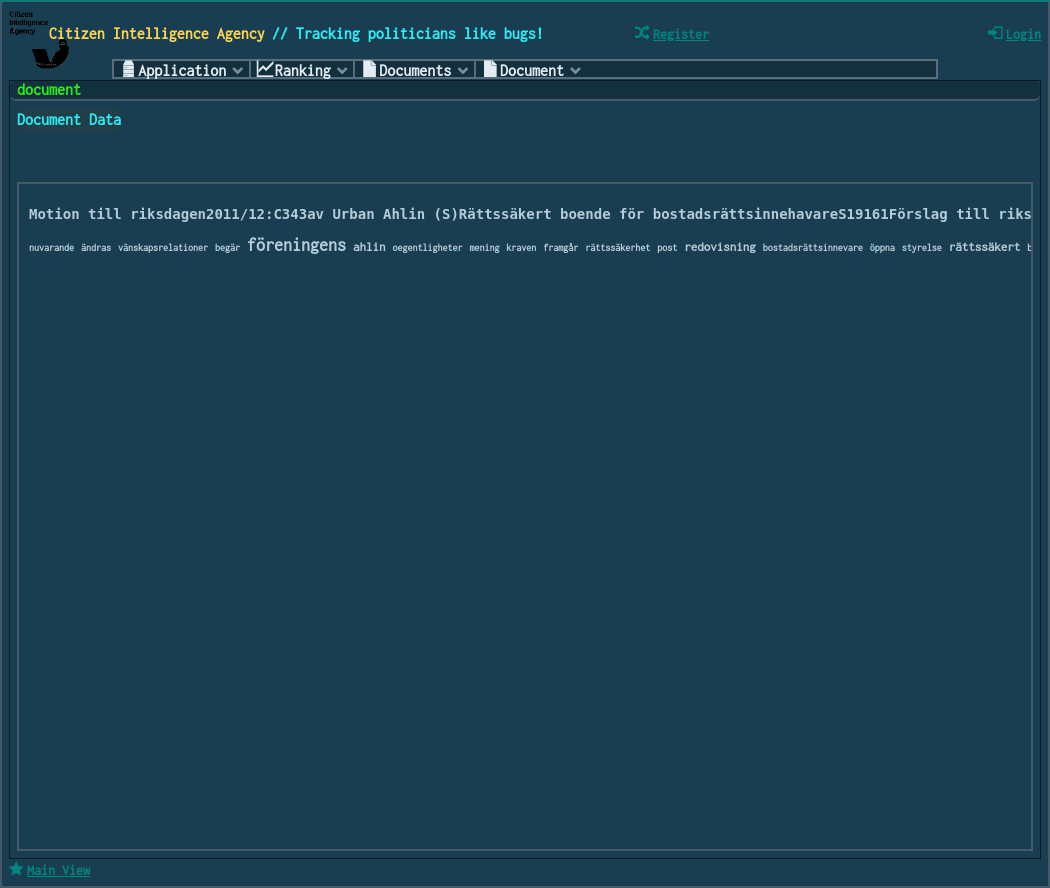 Citizen
Intelligence
Agency
Citizen Intelligence Agency // Tracking politicians like bugs!
Register
Login
Application
Ranking
Documents
Document
document
Document Data
Motion till riksdagen2011/12:C343av Urban Ahlin (S)Rättssäkert boende för bostadsrättsinnehavareS19161Förslag till riks
nuvarande ändras vänskapsrelationer begär föreningens ahlin oegentligheter mening kraven framgår rättssäkerhet post redovisning bostadsrättsinnevare öppna styrelse rättssäkert
Main View